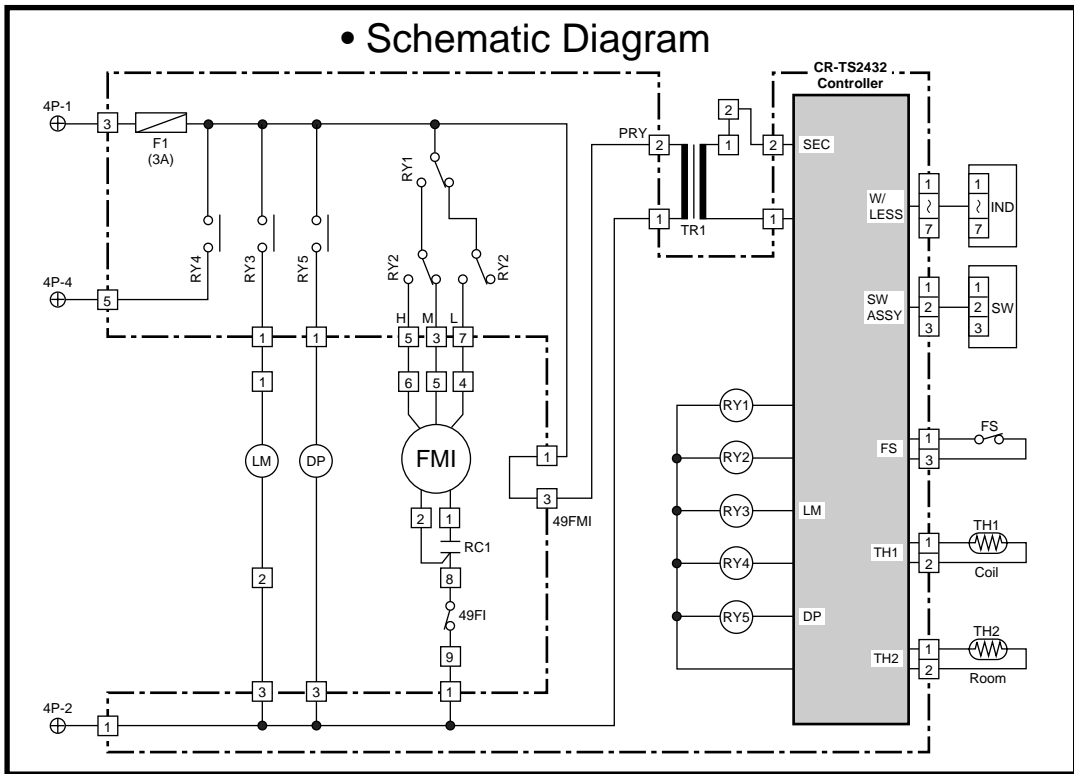 • Schematic Diagram
CR-TS2432
Controller
4P-1
3
F1
(3A)
PRY
2
2
1
2
SEC
RY1
1
TR1
1
W/
LESS
1
~
7
1
~
7
IND
RY4
RY3
RY5
RY2
RY2
4P-4
5
SW
ASSY
1
2
3
1
2
3
SW
H
M
L
1
1
5
3
7
1
6
5
4
RY1
RY2
RY3
LM
RY4
RY5
DP
FS
1
3
FS
LM
DP
FMI
1
3
49FMI
2
1
RC1
TH1
1
2
TH1
Coil
2
8
49FI
9
TH2
1
2
TH2
Room
3
3
1
4P-2
1